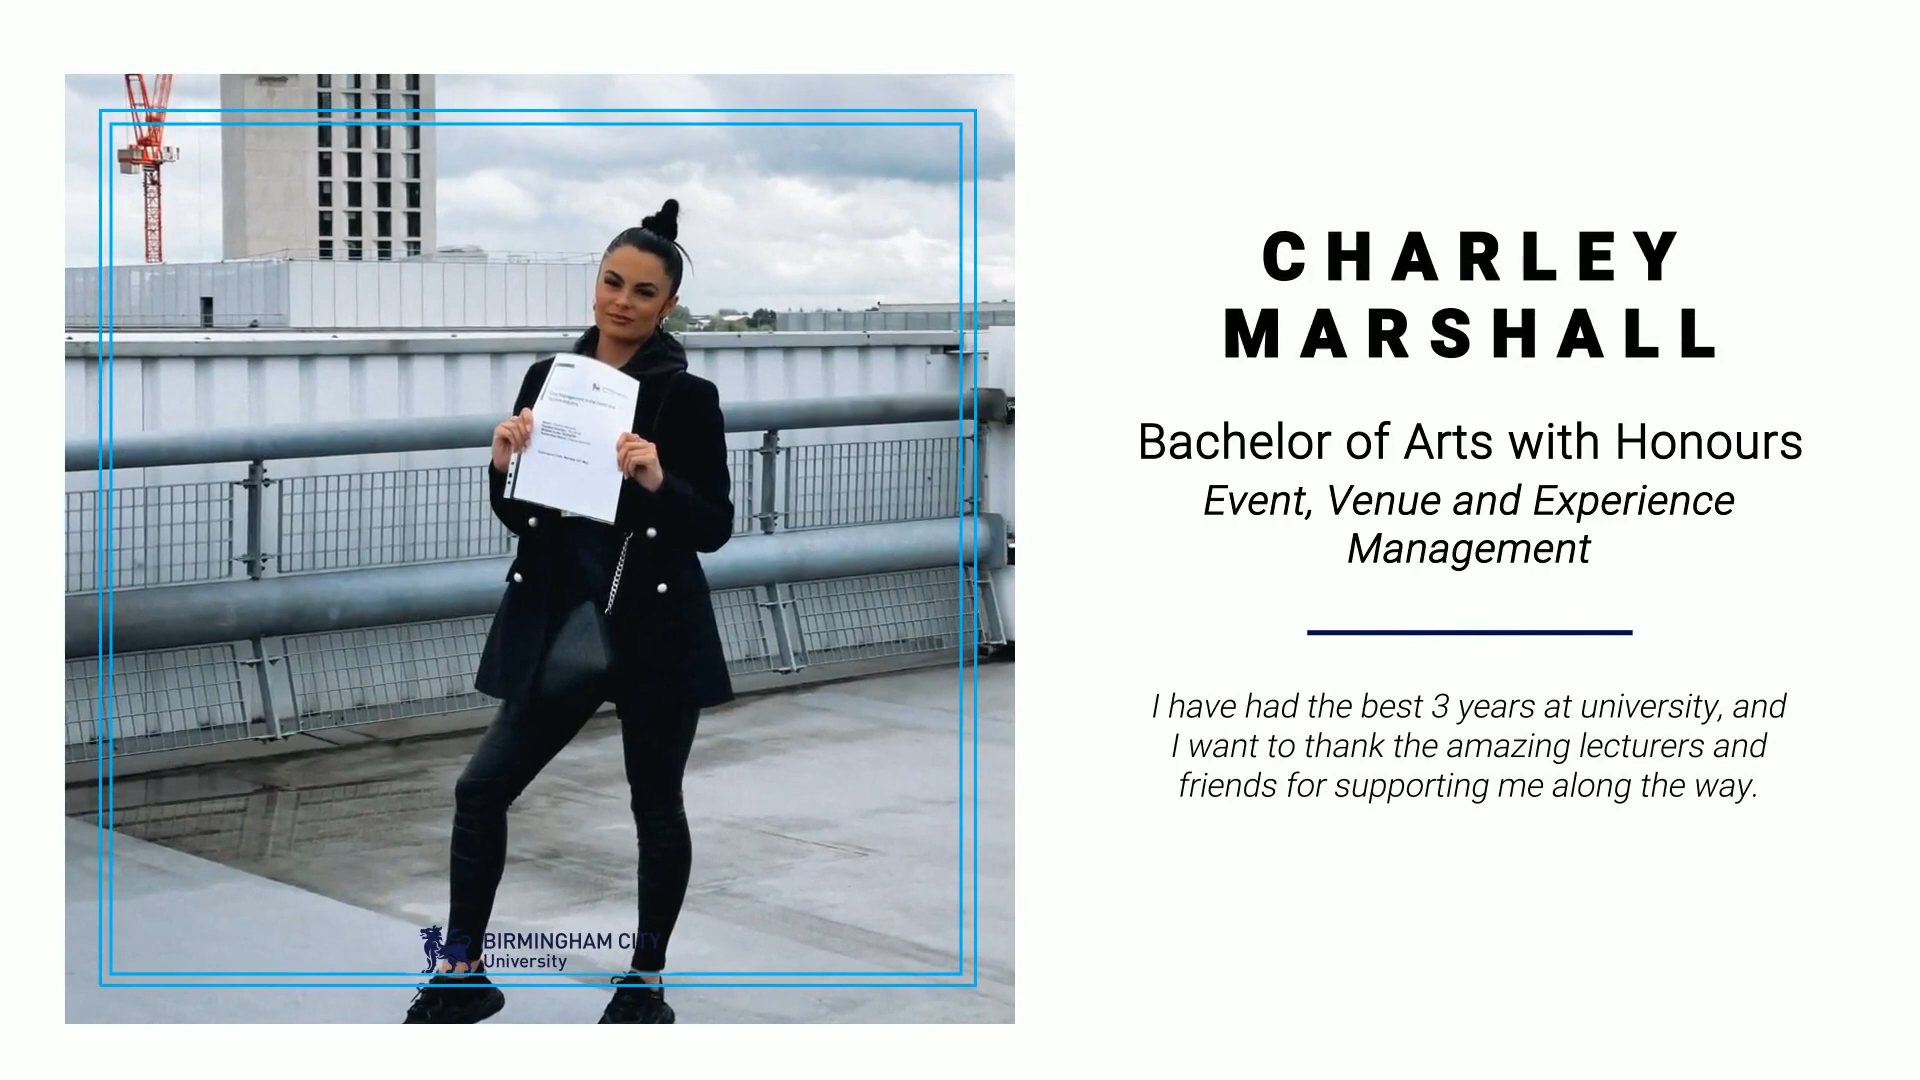 CHARLEY
MARSHALL
Bachelor of Arts with Honours
Event, Venue and Experience
Management
I have had the best 3 years at university, and
I want to thank the amazing lecturers and
friends for supporting me along the way.
BIRMINGHAM CITY
University